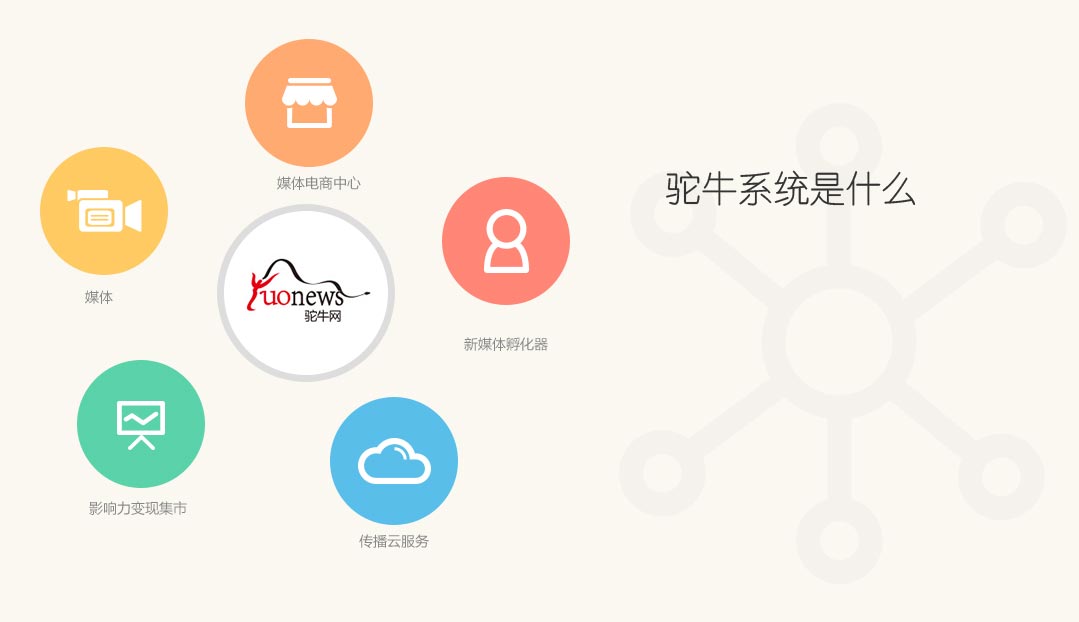 媒体电商中心
驼牛系统是什么
媒体
Tuonews
驼牛网
新媒体孵化器
影响力变现集市
传播云服务